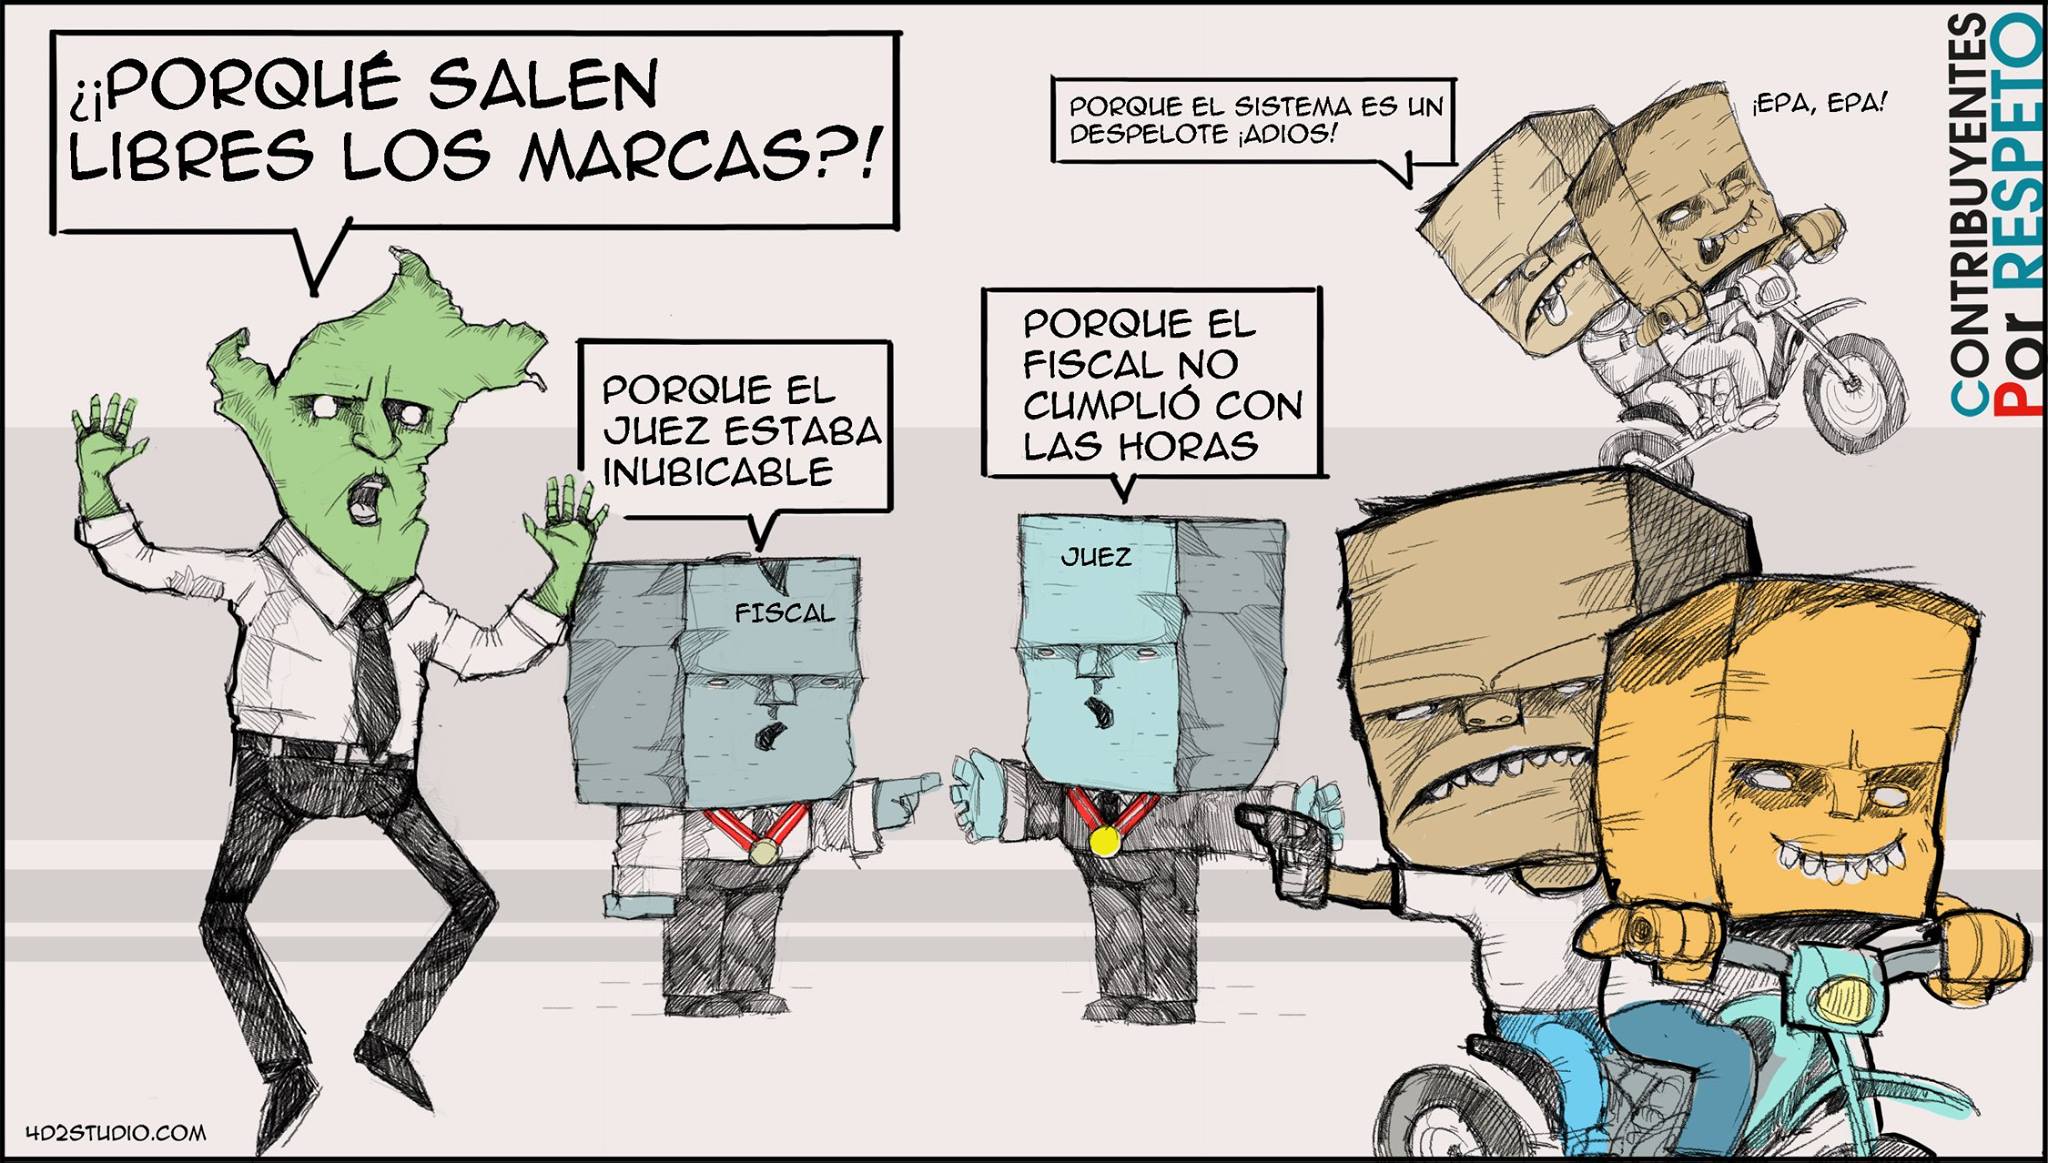 ¿¡PORQUÉ SALEN
LIBRES LOS MARCAS?!
PORQUE EL
JUEZ ESTABA
INUBICABLE
FISCAL
PORQUE EL
FISCAL NO
CUMPLIÓ CON
LAS HORAS
JUEZ
PORQUE EL SISTEMA ES UN
DESPELOTE ¡ADIOS!
¡EPA, EPA!
CONTRIBUYENTES
Por RESPETO
4D2STUDIO.COM